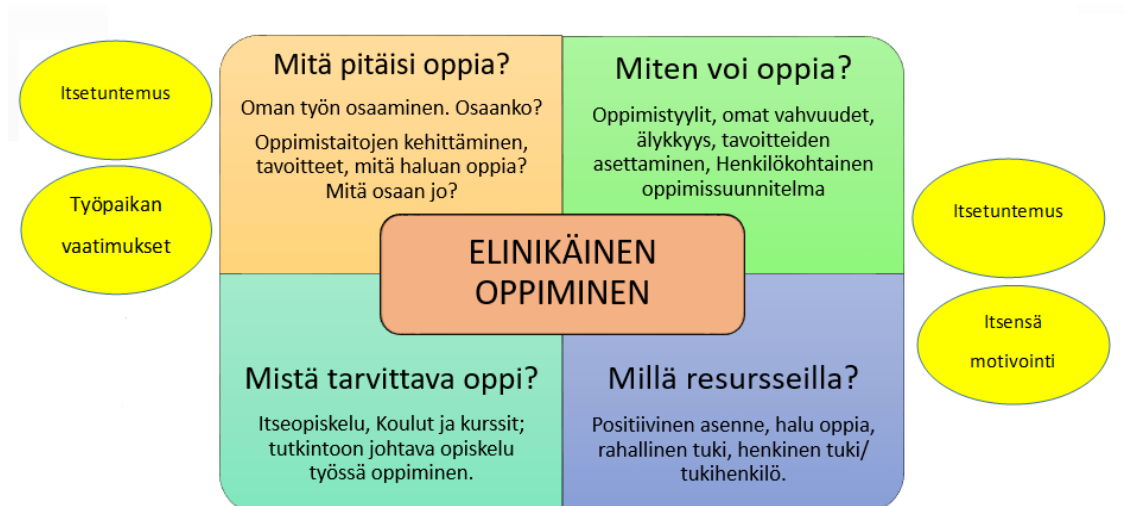 Itsetuntemus
Työpaikan
vaatimukset
Mitä pitäisi oppia?
Oman työn osaaminen. Osaanko?
Oppimistaitojen kehittäminen,
tavoitteet, mitä haluan oppia?
Mitä osaan jo?
Miten voi oppia?
Oppimistyylit, omat vahvuudet,
älykkyys, tavoitteiden
asettaminen, Henkilökohtainen
oppimissuunnitelma
ELINIKÄINEN
OPPIMINEN
Mistä tarvittava oppi?
Itseopiskelu, Koulut ja kurssit;
tutkintoon johtava opiskelu
työssä oppiminen.
Millä resursseilla?
Positiivinen asenne, halu oppia,
rahallinen tuki, henkinen tuki/
tukihenkilö.
Itsetuntemus
Itsensä
motivointi